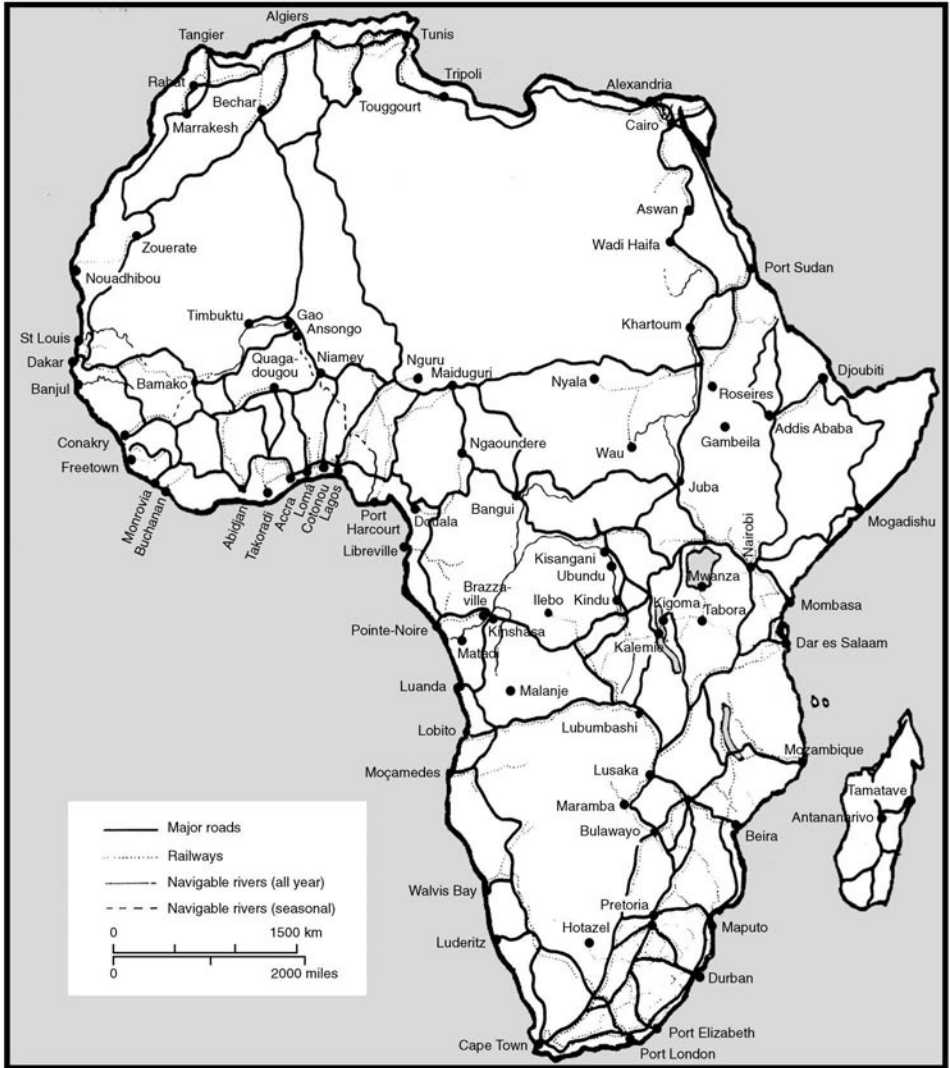 Algiers
Tangier
Tunis
Rabat
Tripoli
Bechar
Alexandria
Touggourt
Marrakesh
Cairo
Aswan
Zouerate
Wadi Haifa
Nouadhibou
Port Sudan
Timbuktu
Gao
Ansongo
St Louis
Khartoum
Dakar
Quaga-
dougou
Niamey
Nguru
Maiduguri
Banjul
Bamako
Nyala
Djoubiti
Roseires
Conakry
Ngaoundere
Wau
Gambeila
Addis Ababa
Freetown
Monrovia
Buchanan
Abidjan
Takoradi
Accra
Lomá
Cotonou
Lagos
Port
Harcourt
Douala
Bangui
Juba
Mogadishu
Libreville
Kisangani
Ubundu
Nairobi
Mwanza
Brazza-
ville
Ilebo
Kindu
Kigoma
Tabora
Mombasa
Pointe-Noire
Kinshasa
Matadi
Kalemie
Dar es Salaam
Luanda
Malanje
Lobito
Lubumbashi
Mozambique
Moçamedes
Lusaka
Tamatave
Maramba
Antananarivo
Bulawayo
Beira
Major roads
Railways
Navigable rivers (all year)
Navigable rivers (seasonal)
0 1500 km
0 2000 miles
Walvis Bay
Pretoria
Luderitz
Hotazel
Maputo
Durban
Port Elizabeth
Cape Town
Port London